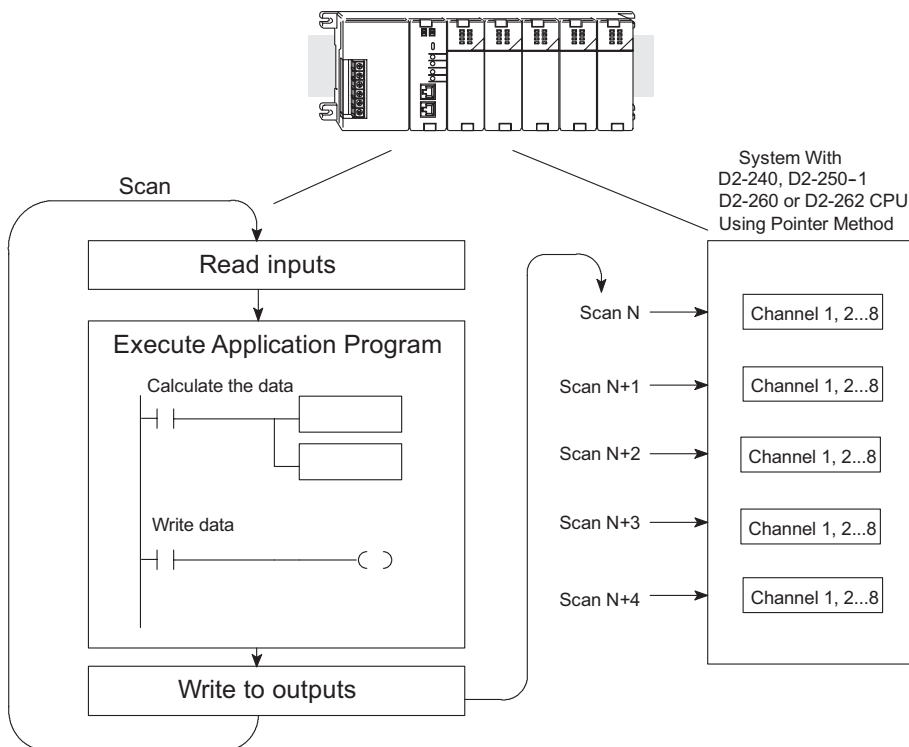 System With
D2-240, D2-250-1
D2-260 or D2-262 CPU
Using Pointer Method
Scan
Read inputs
Execute Application Program
Calculate the data
Write data
Write to outputs
Scan N
Channel 1, 2...8
Scan N+1
Channel 1, 2...8
Scan N+2
Channel 1, 2...8
Scan N+3
Channel 1, 2...8
Scan N+4
Channel 1, 2...8